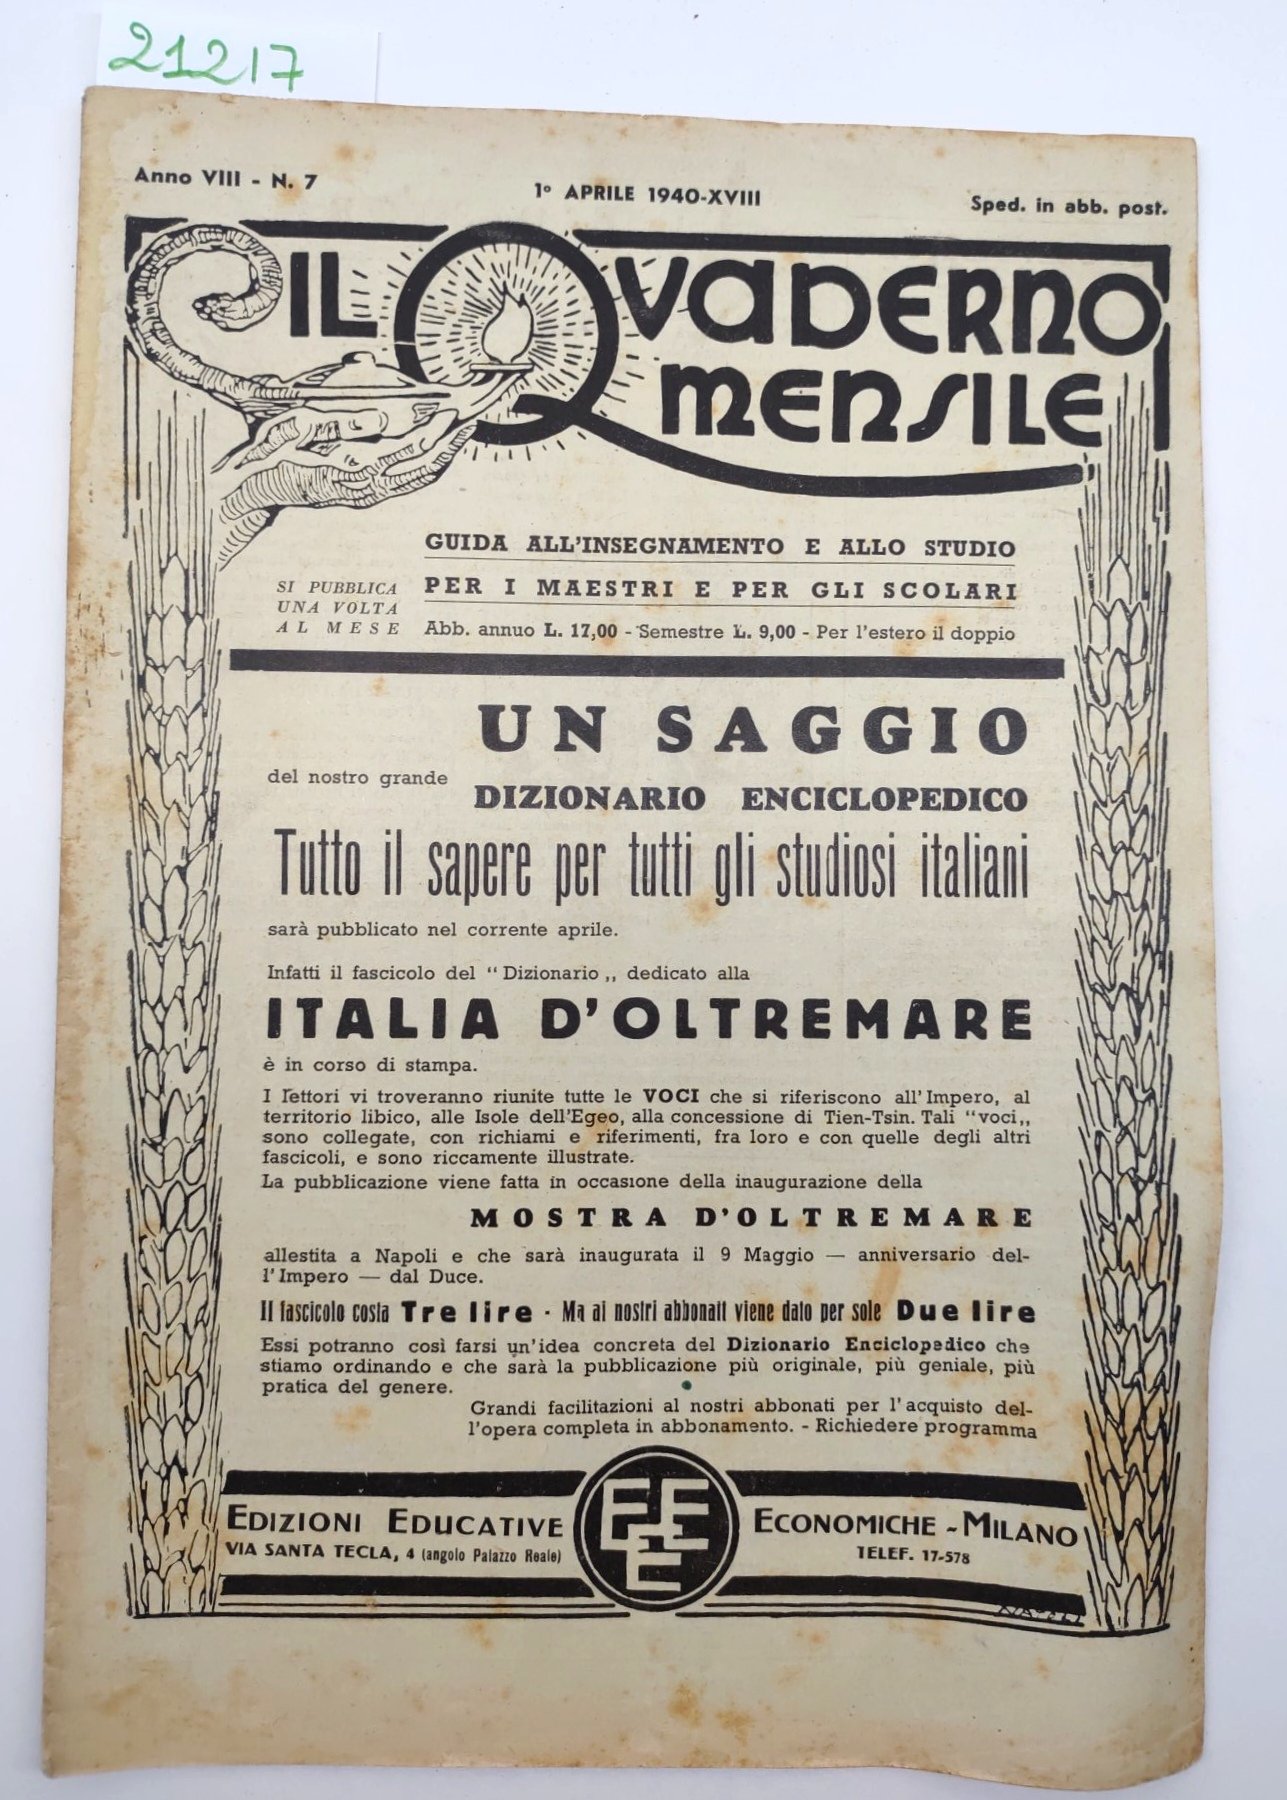 21217
Anno VIII - N. 7
1º APRILE 1940-XVIII
Sped. in abb. post.
IL QVADERNO
MENSILE
GUIDA ALL'INSEGNAMENTO E ALLO STUDIO
PER I MAESTRI E PER GLI SCOLARI
SI PUBBLICA
UNA VOLTA
AL MESE
Abb. annuo L. 17,00 - Semestre L. 9,00 - Per l'estero il doppio
UN SAGGIO
del nostro grande
DIZIONARIO ENCICLOPEDICO
Tutto il sapere per tutti gli studiosi italiani
sarà pubblicato nel corrente aprile.
Infatti il fascicolo del “Dizionario„ dedicato alla
ITALIA D'OLTREMARE
è in corso di stampa.
I lettori vi troveranno riunite tutte le VOCI che si riferiscono all'Impero, al
territorio libico, alle Isole dell'Egeo, alla concessione di Tien-Tsin. Tali “voci„
sono collegate, con richiami e riferimenti, fra loro e con quelle degli altri
fascicoli, e sono riccamente illustrate.
La pubblicazione viene fatta in occasione della inaugurazione della
MOSTRA D'OLTREMARE
allestita a Napoli e che sarà inaugurata il 9 Maggio — anniversario del-
l'Impero — dal Duce.
Il fascicolo costa Tre lire - Ma ai nostri abbonati viene dato per sole Due lire
Essi potranno così farsi un'idea concreta del Dizionario Enciclopedico che
stiamo ordinando e che sarà la pubblicazione più originale, più geniale, più
pratica del genere.
Grandi facilitazioni al nostri abbonati per l'acquisto del-
l'opera completa in abbonamento. - Richiedere programma
EDIZIONI EDUCATIVE
VIA SANTA TECLA, 4 (angolo Palazzo Reale)
EEE
ECONOMICHE - MILANO
TELEF. 17-578